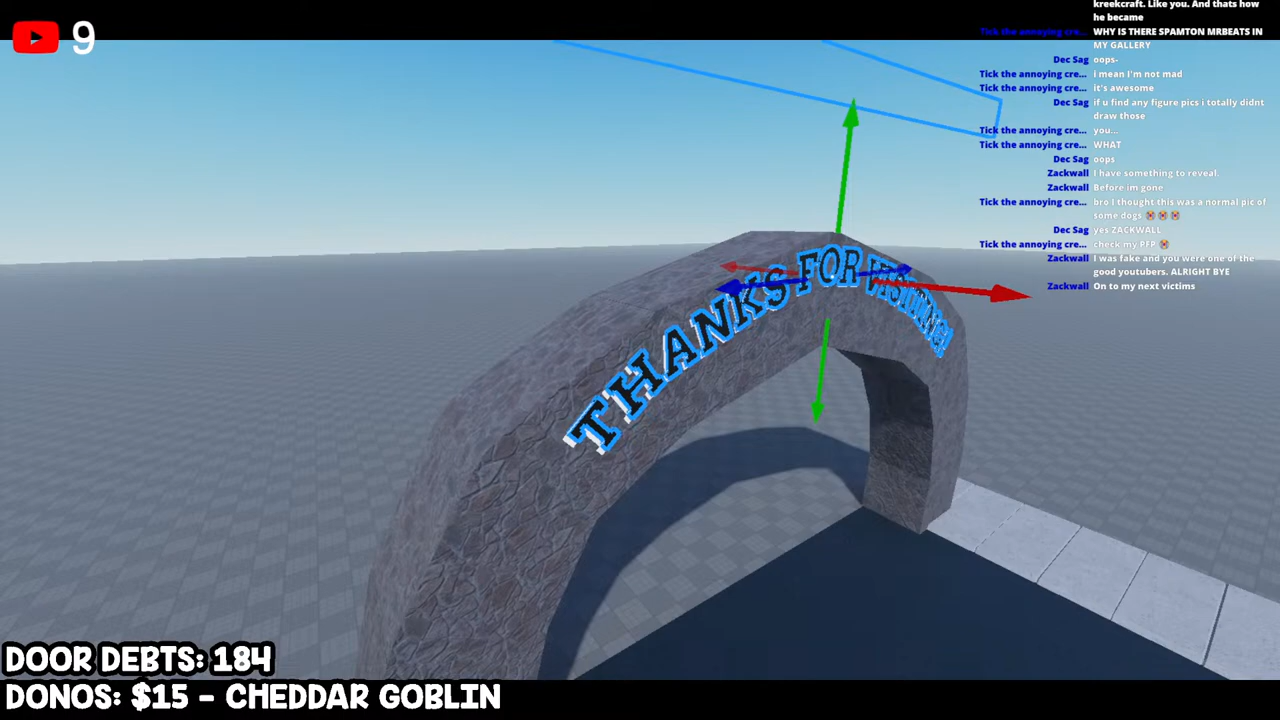 9
kreekcraft. Like you. And thats how
he became
Tick the annoying cre... WHY IS THERE SPAMTON MRBEATS IN
MY GALLERY
Dec Sag oops-
Tick the annoying cre... i mean I'm not mad
Tick the annoying cre... it's awesome
Dec Sag if u find any figure pics i totally didnt
draw those
Tick the annoying cre... you...
Tick the annoying cre... WHAT
Dec Sag oops
Zackwall I have something to reveal.
Zackwall Before im gone
Tick the annoying cre... bro I thought this was a normal pic of
some dogs
Dec Sag yes ZACKWALL
Tick the annoying cre... check my PFP
Zackwall I was fake and you were one of the
good youtubers. ALRIGHT BYE
Zackwall On to my next victims
THANKS FOR VISITING!
DOOR DEBTS: 184
DONOS: $15 - CHEDDAR GOBLIN